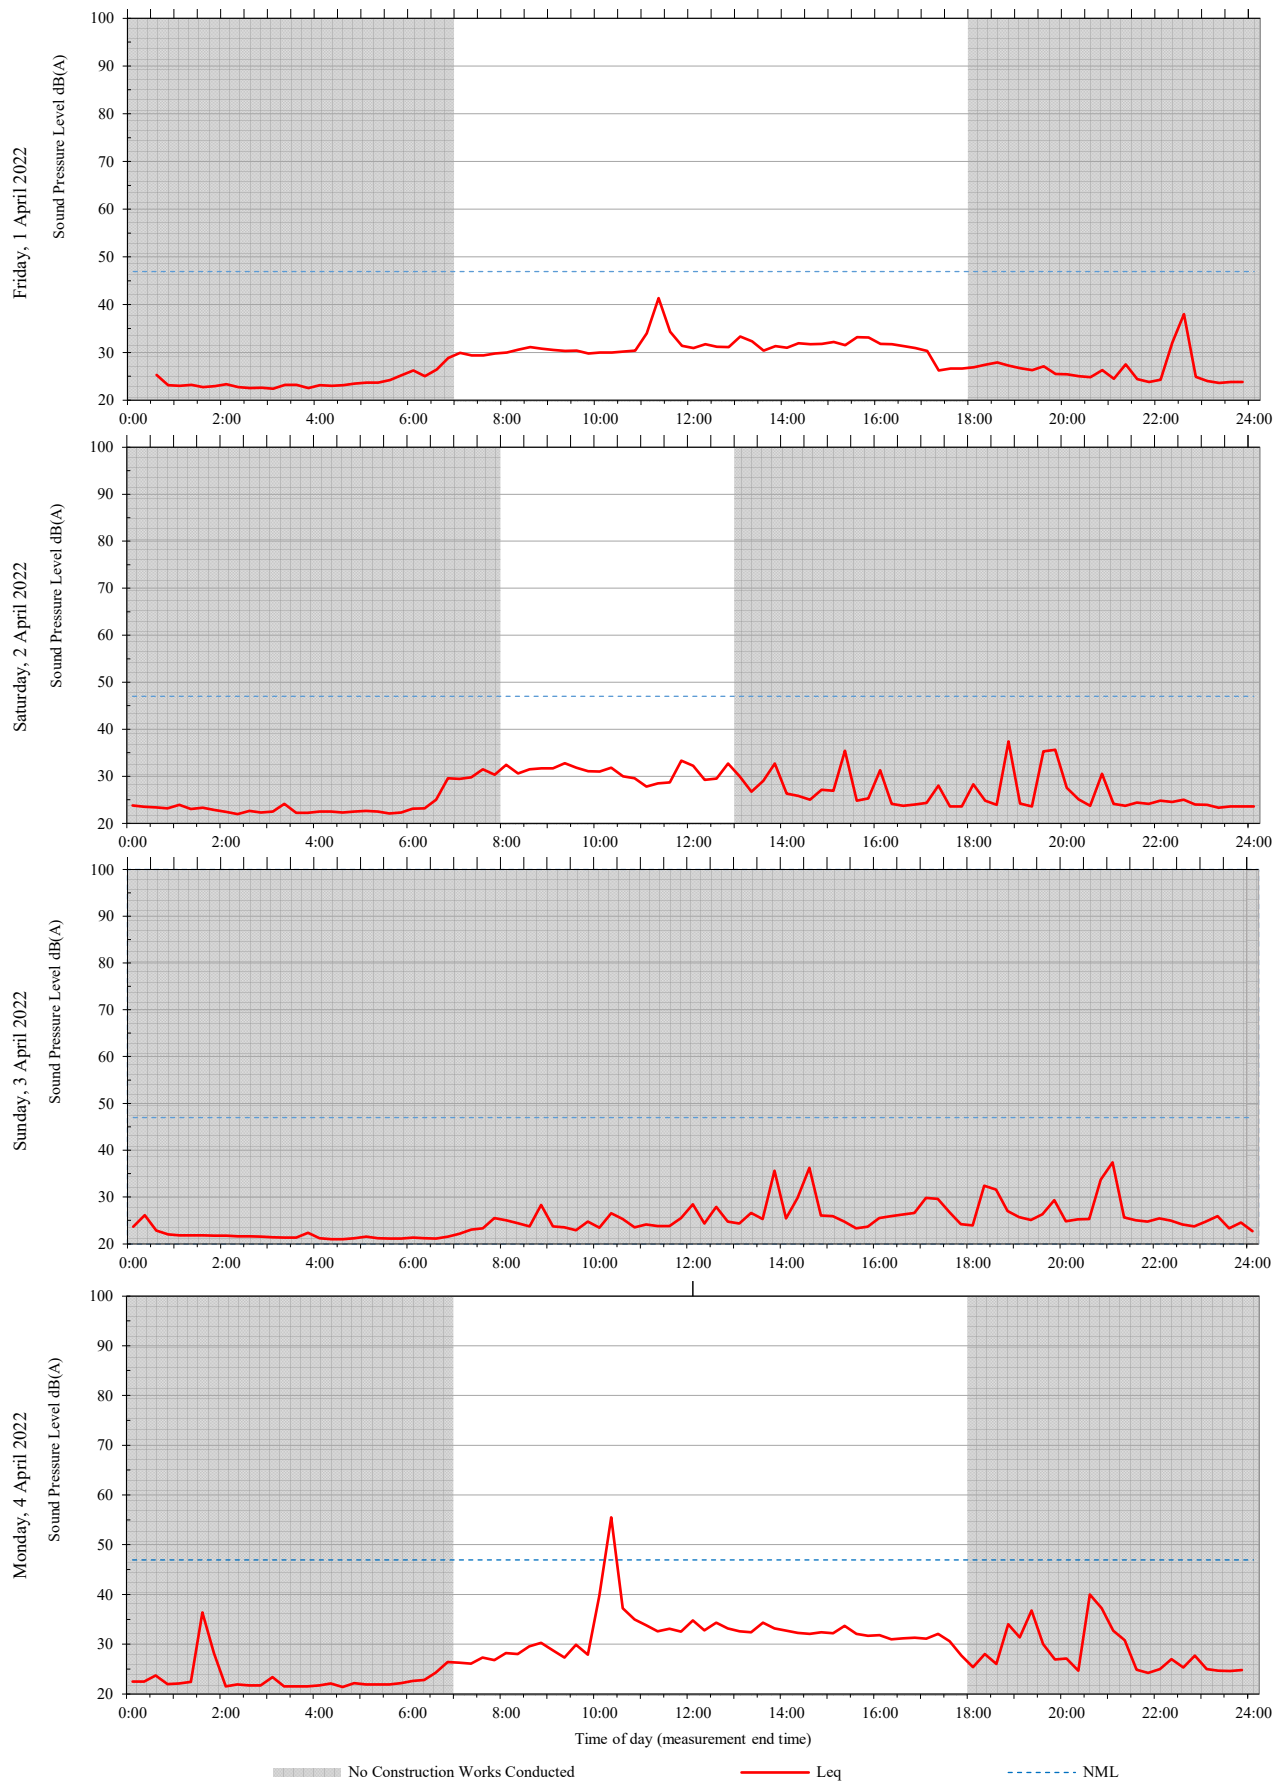 Friday, 1 April 2022
Sound Pressure Level dB(A)
100
90
80
70
60
50
40
30
20
0:00 2:00 4:00 6:00 8:00 10:00 12:00 14:00 16:00 18:00 20:00 22:00 24:00
Saturday, 2 April 2022
Sound Pressure Level dB(A)
100
90
80
70
60
50
40
30
20
0:00 2:00 4:00 6:00 8:00 10:00 12:00 14:00 16:00 18:00 20:00 22:00 24:00
Sunday, 3 April 2022
Sound Pressure Level dB(A)
100
90
80
70
60
50
40
30
20
0:00 2:00 4:00 6:00 8:00 10:00 12:00 14:00 16:00 18:00 20:00 22:00 24:00
Monday, 4 April 2022
Sound Pressure Level dB(A)
100
90
80
70
60
50
40
30
20
0:00 2:00 4:00 6:00 8:00 10:00 12:00 14:00 16:00 18:00 20:00 22:00 24:00
Time of day (measurement end time)
No Construction Works Conducted Leq NML